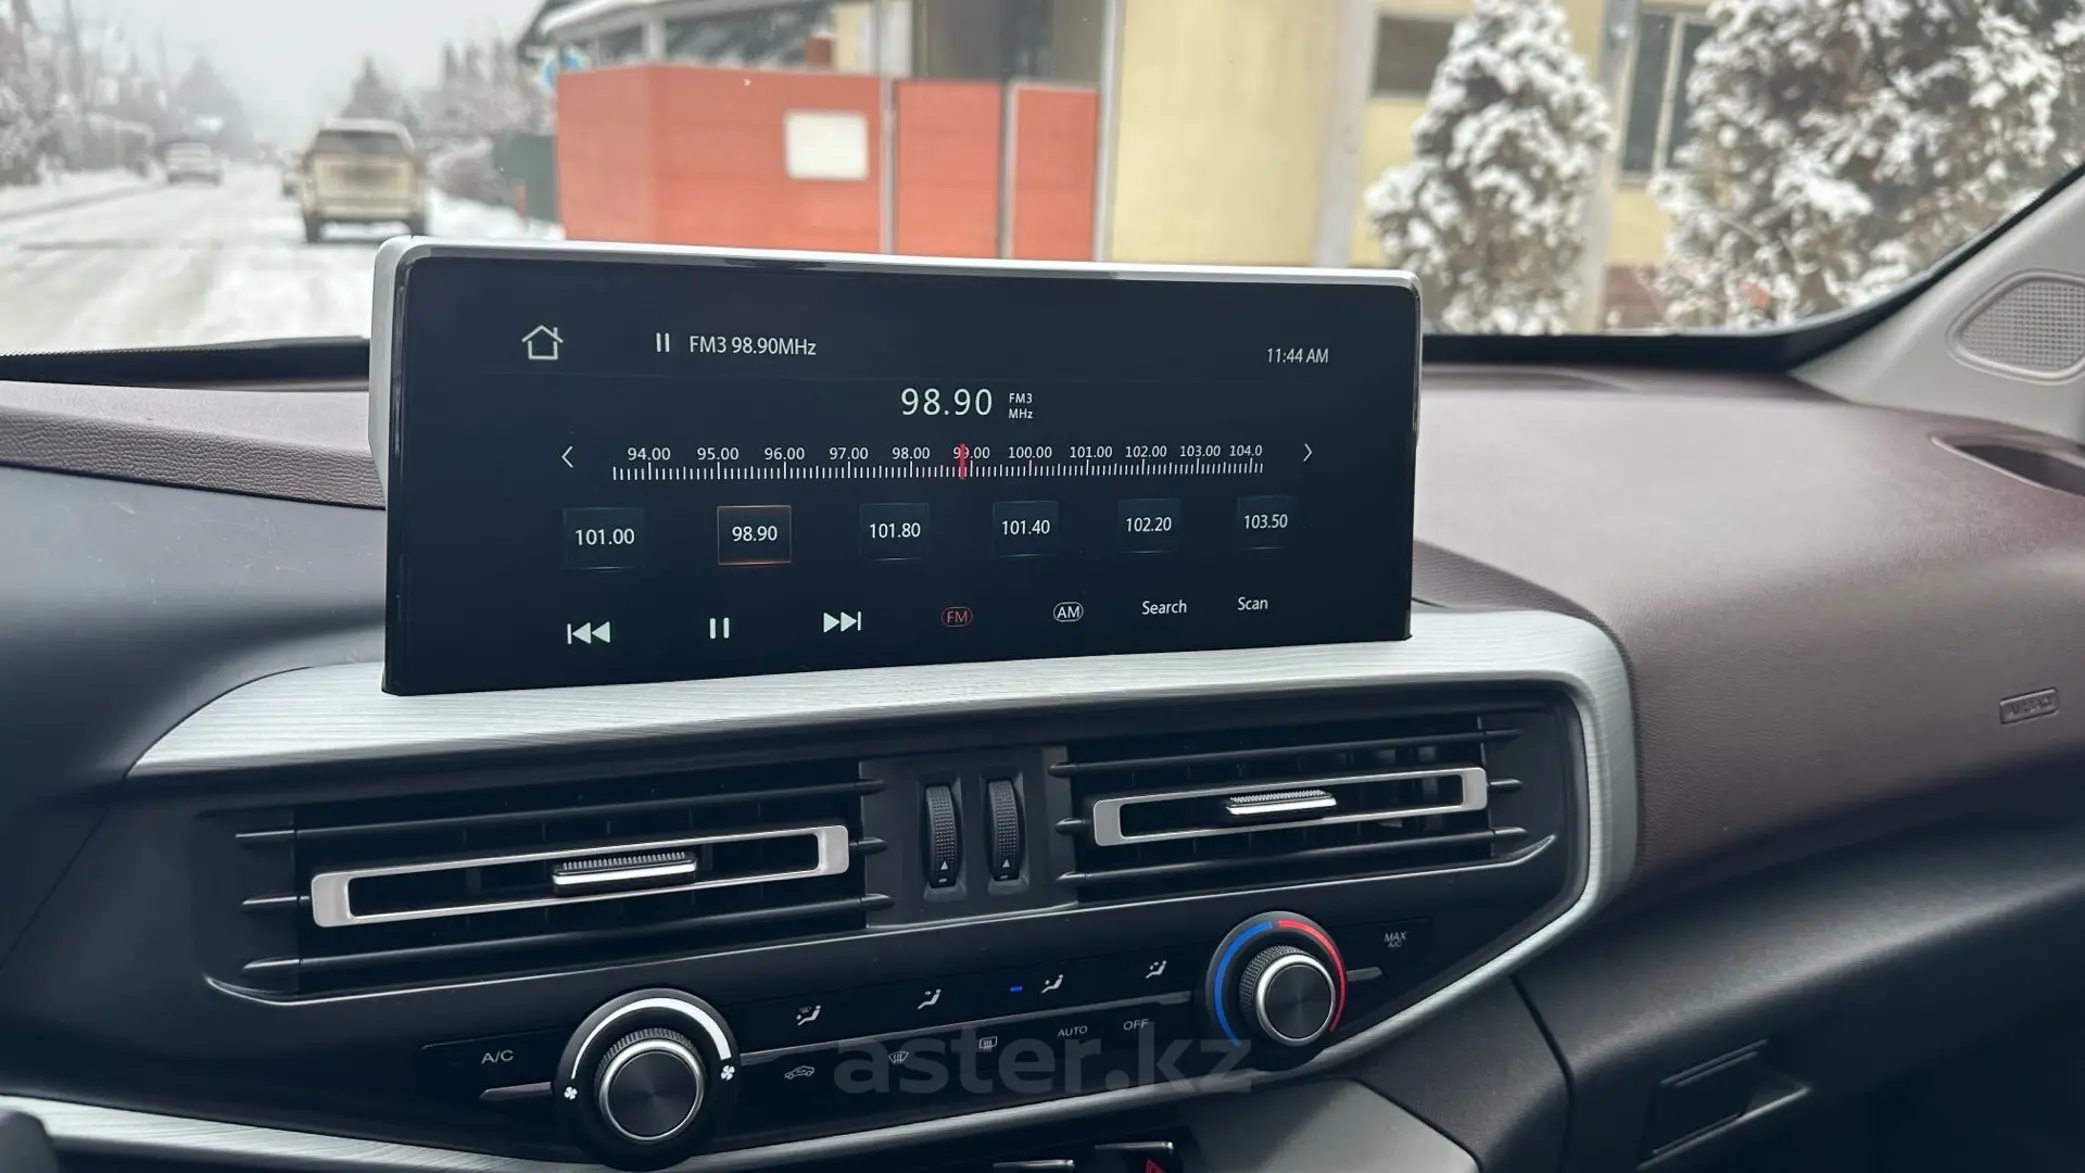 FM3 98.90MHz
11:44 AM
98.90 FM3 MHz
94.00 95.00 96.00 97.00 98.00 99.00 100.00 101.00 102.00 103.00 104.0
101.00 98.90 101.80 101.40 102.20 103.50
FM AM Search Scan
AIRBAG
MAX A/C
A/C AUTO OFF
aster.kz